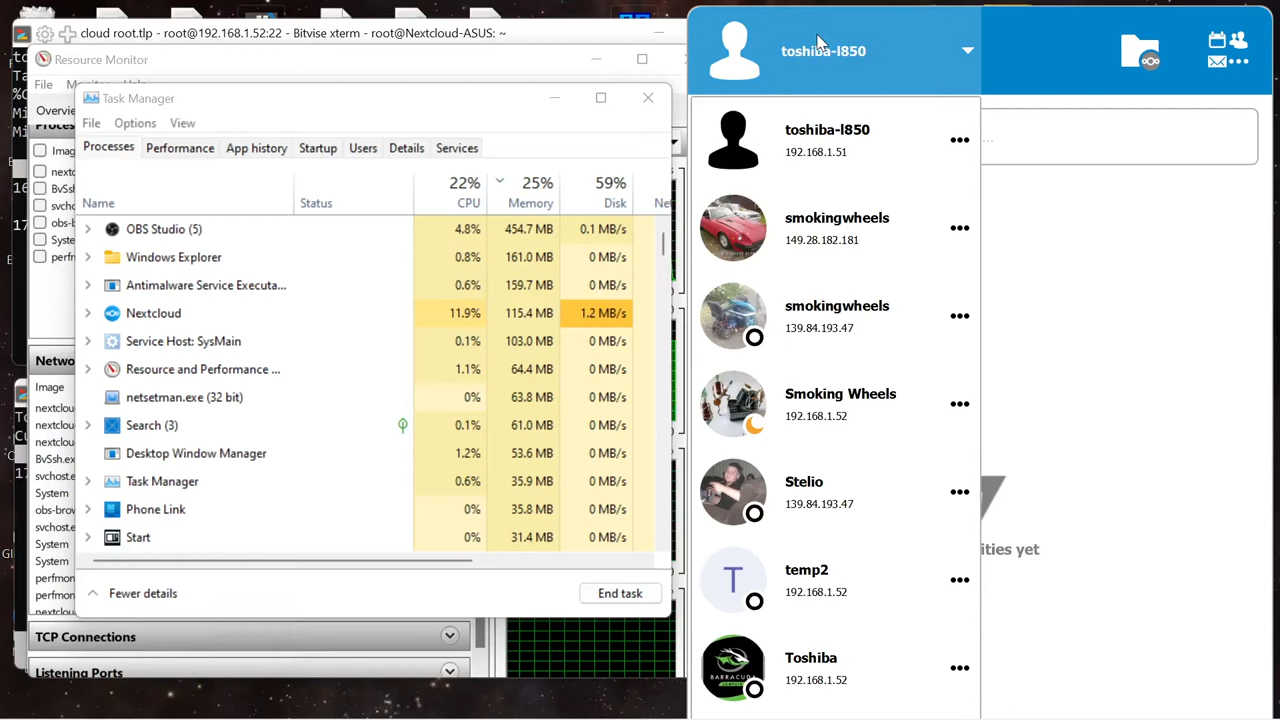 cloud root.tlp - root@192.168.1.52:22 - Bitvise xterm - root@Nextcloud-ASUS: ~
Resource Monitor
File
Task Manager
File Options View
Processes Performance App history Startup Users Details Services
22% 25% 59%
Name Status CPU Memory Disk Net
OBS Studio (5) 4.8% 454.7 MB 0.1 MB/s
Windows Explorer 0.8% 161.0 MB 0 MB/s
Antimalware Service Executa... 0.6% 159.7 MB 0 MB/s
Nextcloud 11.9% 115.4 MB 1.2 MB/s
Service Host: SysMain 0.1% 103.0 MB 0 MB/s
Resource and Performance ... 1.1% 64.4 MB 0 MB/s
netsetman.exe (32 bit) 0% 63.8 MB 0 MB/s
Search (3) 0.1% 61.0 MB 0 MB/s
Desktop Window Manager 1.2% 53.6 MB 0 MB/s
Task Manager 0.6% 35.9 MB 0 MB/s
Phone Link 0% 35.8 MB 0 MB/s
Start 0% 31.4 MB 0 MB/s
Fewer details End task
TCP Connections
Listening Ports
Image
System
System
System
toshiba-l850
toshiba-l850
192.168.1.51
smokingwheels
149.28.182.181
smokingwheels
139.84.193.47
Smoking Wheels
192.168.1.52
Stelio
139.84.193.47
T
temp2
192.168.1.52
BARRACUDA
Toshiba
192.168.1.52
ities yet